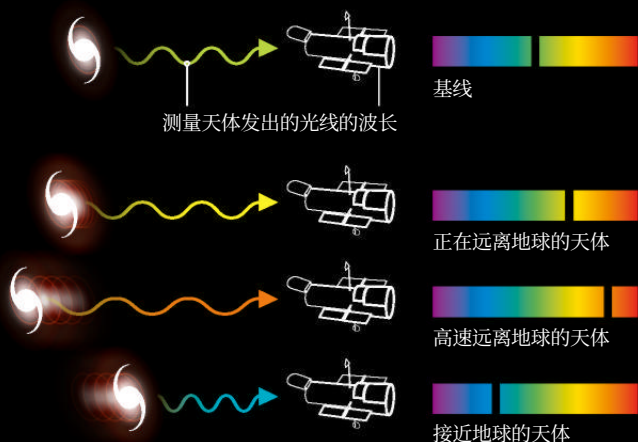 基线
测量天体发出的光线的波长
正在远离地球的天体
高速远离地球的天体
接近地球的天体